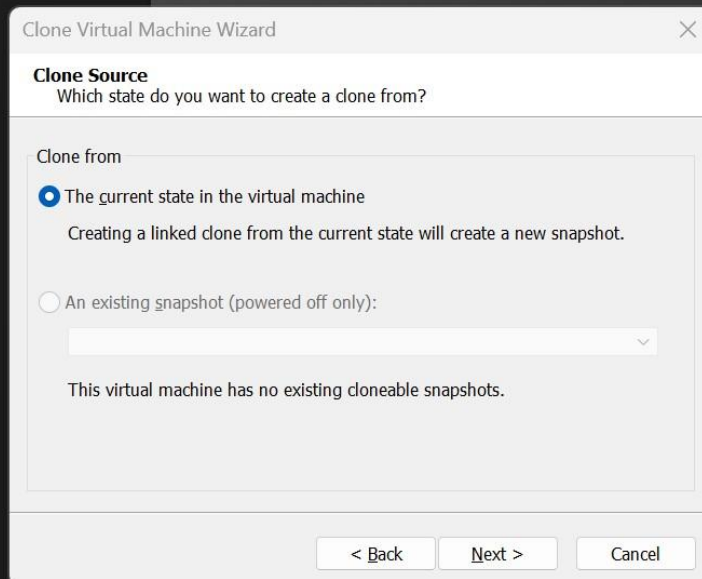 Clone Virtual Machine Wizard
Clone Source
Which state do you want to create a clone from?
Clone from
The current state in the virtual machine
Creating a linked clone from the current state will create a new snapshot.
An existing snapshot (powered off only):
This virtual machine has no existing cloneable snapshots.
< Back
Next >
Cancel